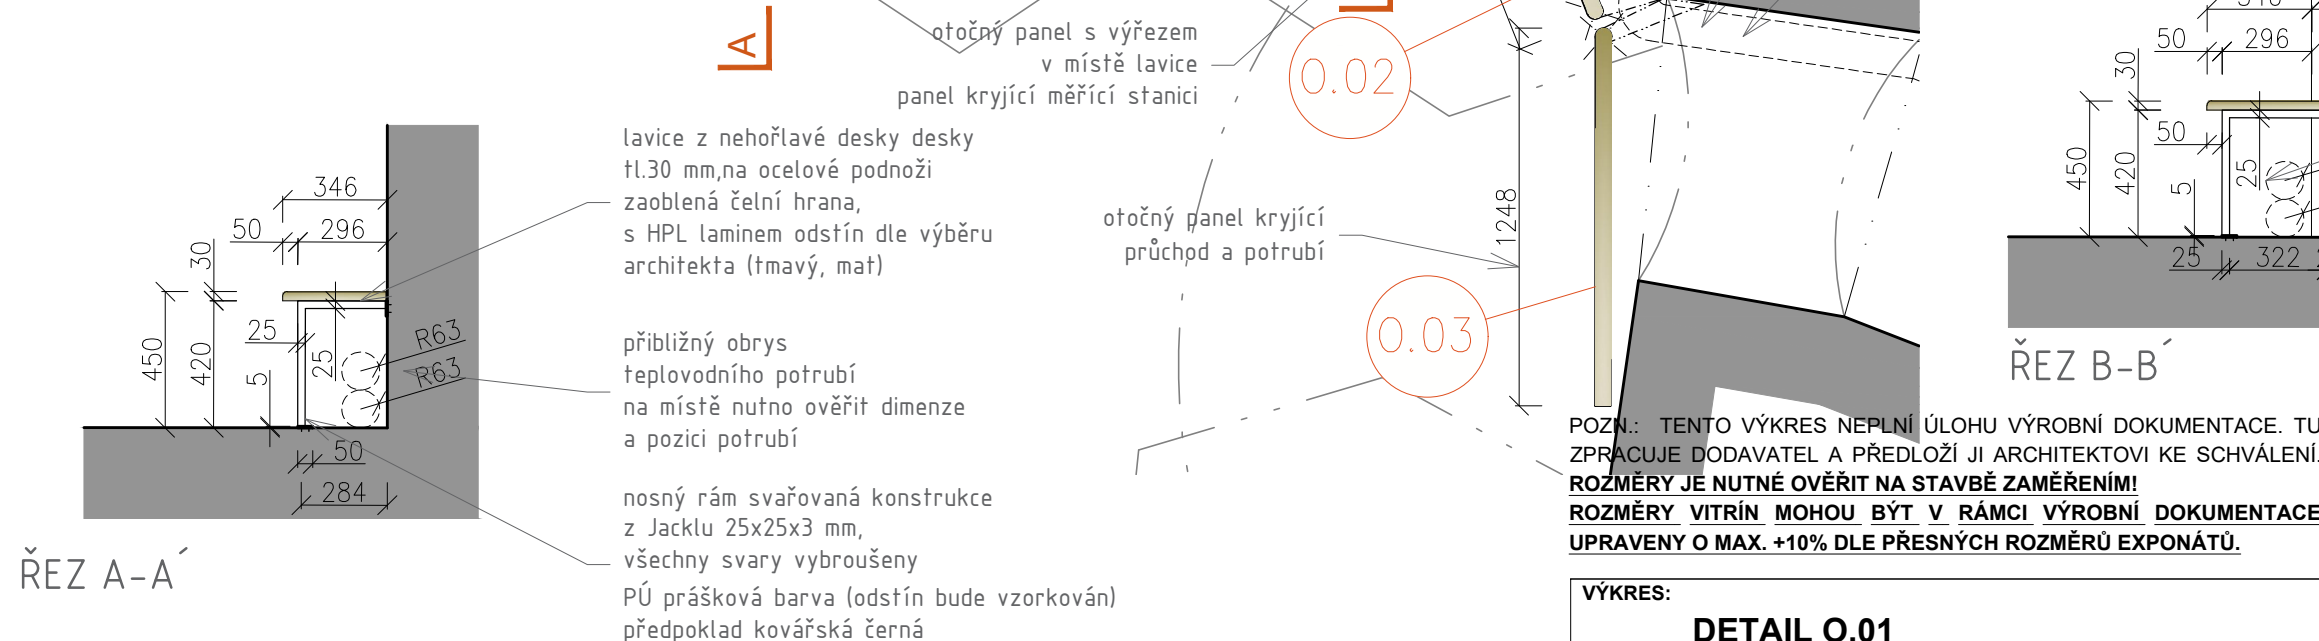 A
otočný panel s výřezem
v místě lavice
panel kryjící měřící stanici
0.02
lavice z nehořlavé desky desky
tl.30 mm,na ocelové podnoži
zaoblená čelní hrana,
s HPL laminem odstín dle výběru
architekta (tmavý, mat)
346
50
296
30
450
420
25
25
5
R63
R63
50
284
přibližný obrys
teplovodního potrubí
na místě nutno ověřit dimenze
a pozici potrubí
nosný rám svařovaná konstrukce
z Jacklu 25x25x3 mm,
všechny svary vybroušeny
PÚ prášková barva (odstín bude vzorkován)
předpoklad kovářská černá
ŘEZ A-A´
otočný panel kryjící
průchod a potrubí
1248
0.03
50
296
30
50
450
420
25
5
25
322
ŘEZ B-B´
POZN.: TENTO VÝKRES NEPLNÍ ÚLOHU VÝROBNÍ DOKUMENTACE. TU
ZPRACUJE DODAVATEL A PŘEDLOŽÍ JI ARCHITEKTOVI KE SCHVÁLENÍ.
ROZMĚRY JE NUTNÉ OVĚŘIT NA STAVBĚ ZAMĚŘENÍM!
ROZMĚRY VITRÍN MOHOU BÝT V RÁMCI VÝROBNÍ DOKUMENTACE
UPRAVENY O MAX. +10% DLE PŘESNÝCH ROZMĚRŮ EXPONÁTŮ.
VÝKRES:
DETAIL O.01